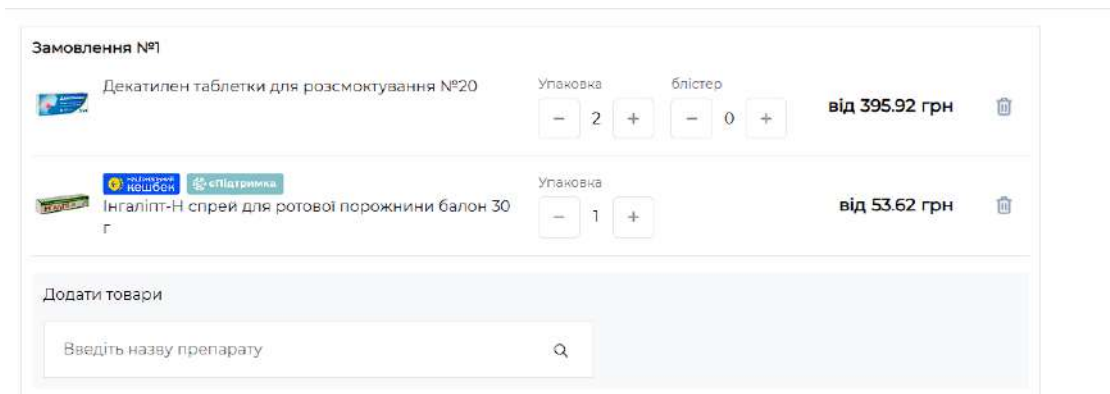 Замовлення №1
Декатилен таблетки для розсмоктування №20
Упаковка
блістер
− 2 +
− 0 +
від 395.92 грн
національний
кешбек
єПідтримка
Інгаліпт-Н спрей для ротової порожнини балон 30
г
Упаковка
− 1 +
від 53.62 грн
Додати товари
Введіть назву препарату